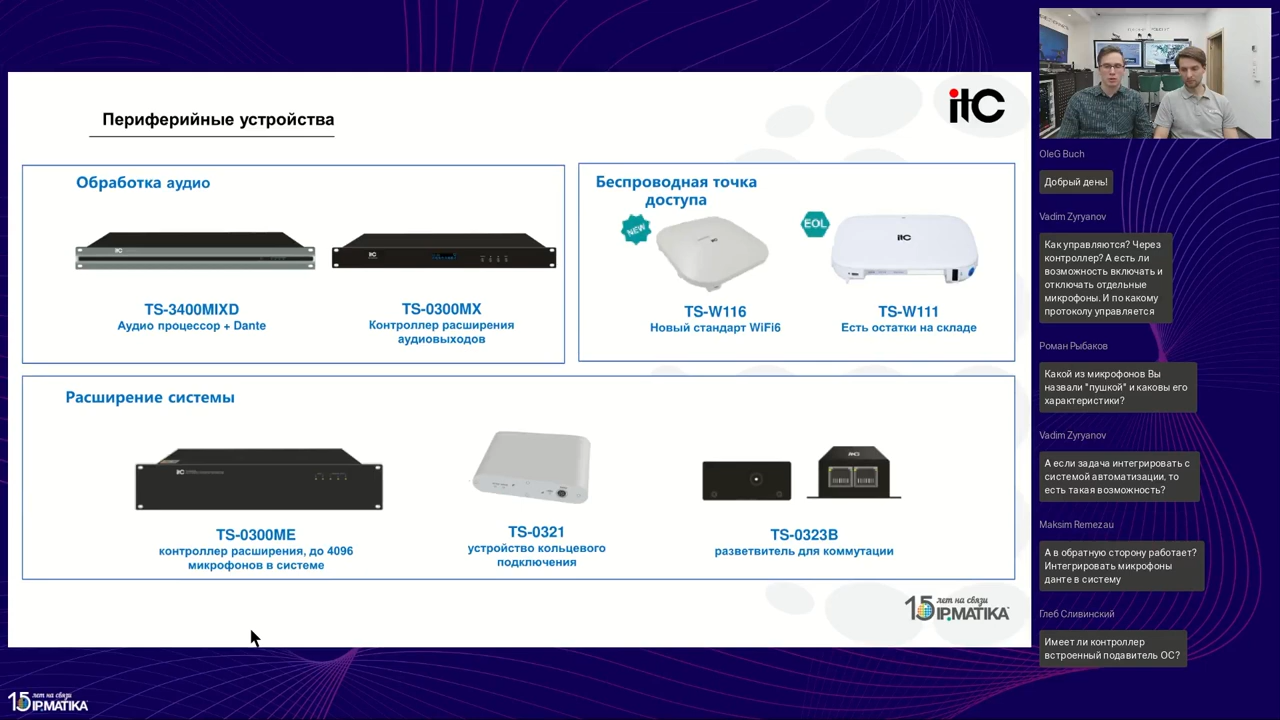 Периферийные устройства
itc
Обработка аудио
TS-3400MIXD
Аудио процессор + Dante
TS-0300MX
Контроллер расширения
аудиовыходов
Беспроводная точка
доступа
NEW
EOL
itc
TS-W116
Новый стандарт WiFi6
TS-W111
Есть остатки на складе
Расширение системы
TS-0300ME
контроллер расширения, до 4096
микрофонов в системе
TS-0321
устройство кольцевого
подключения
TS-0323B
разветвитель для коммутации
15 лет на связи
IP.MATIKA
15 лет на связи
IP.MATIKA
OleG Buch
Добрый день!
Vadim Zyryanov
Как управляются? Через
контроллер? А есть ли
возможность включать и
отключать отдельные
микрофоны. И по какому
протоколу управляется
Роман Рыбаков
Какой из микрофонов Вы
назвали "пушкой" и каковы его
характеристики?
Vadim Zyryanov
А если задача интегрировать с
системой автоматизации, то
есть такая возможность?
Maksim Remezau
А в обратную сторону работает?
Интегрировать микрофоны
данте в систему
Глеб Сливинский
Имеет ли контроллер
встроенный подавитель ОС?